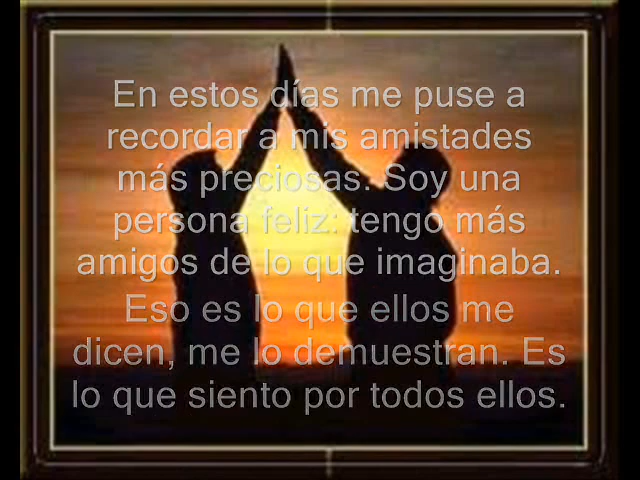 En estos días me puse a
recordar a mis amistades
más preciosas. Soy una
persona feliz: tengo más
amigos de lo que imaginaba.
Eso es lo que ellos me
dicen, me lo demuestran. Es
lo que siento por todos ellos.